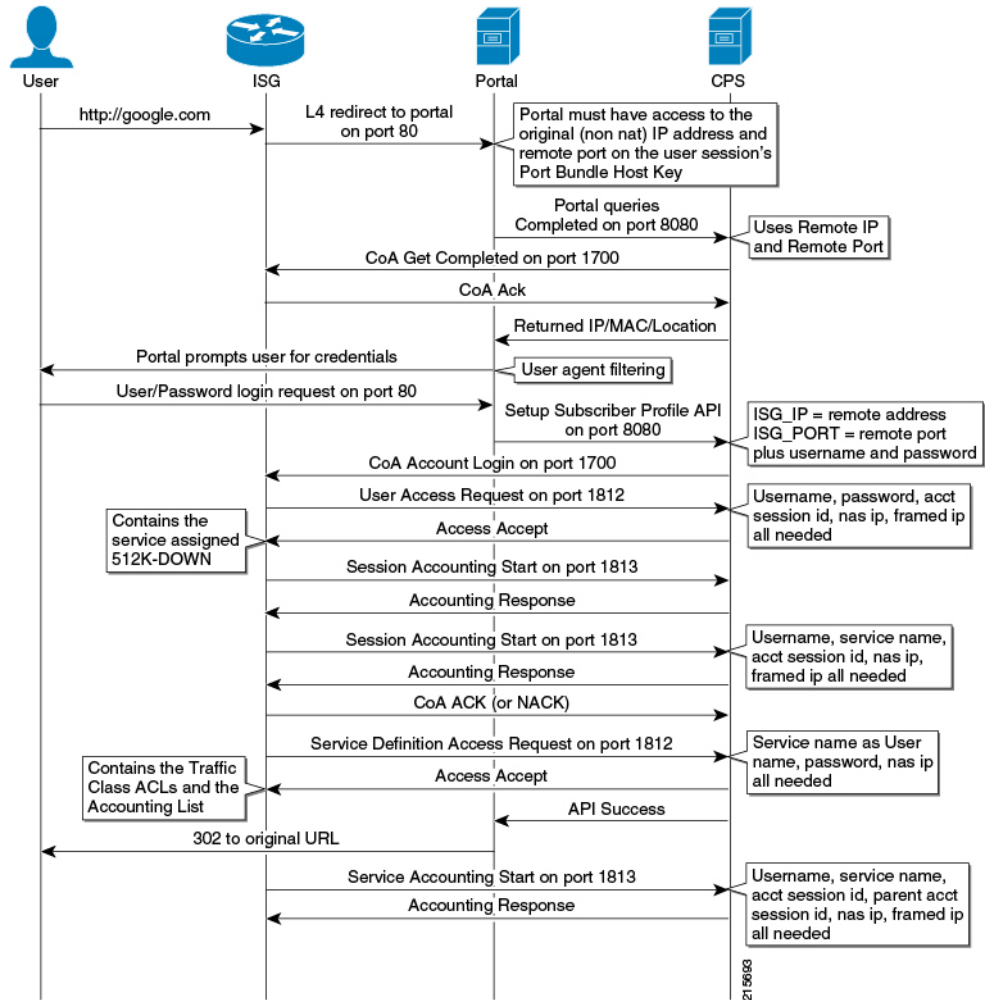 User
ISG
Portal
CPS
http://google.com
L4 redirect to portal
on port 80
Portal must have access to the
original (non nat) IP address and
remote port on the user session's
Port Bundle Host Key
Portal queries
Completed on port 8080
Uses Remote IP
and Remote Port
CoA Get Completed on port 1700
CoA Ack
Returned IP/MAC/Location
Portal prompts user for credentials
User agent filtering
User/Password login request on port 80
Setup Subscriber Profile API
on port 8080
ISG_IP = remote address
ISG_PORT = remote port
plus username and password
CoA Account Login on port 1700
User Access Request on port 1812
Username, password, acct
session id, nas ip, framed ip
all needed
Contains the
service assigned
512K-DOWN
Access Accept
Session Accounting Start on port 1813
Accounting Response
Session Accounting Start on port 1813
Username, service name,
acct session id, nas ip,
framed ip all needed
Accounting Response
CoA ACK (or NACK)
Service Definition Access Request on port 1812
Service name as User
name, password, nas ip
all needed
Contains the Traffic
Class ACLs and the
Accounting List
Access Accept
API Success
302 to original URL
Service Accounting Start on port 1813
Username, service name,
acct session id, parent acct
session id, nas ip, framed ip
all needed
Accounting Response
215693